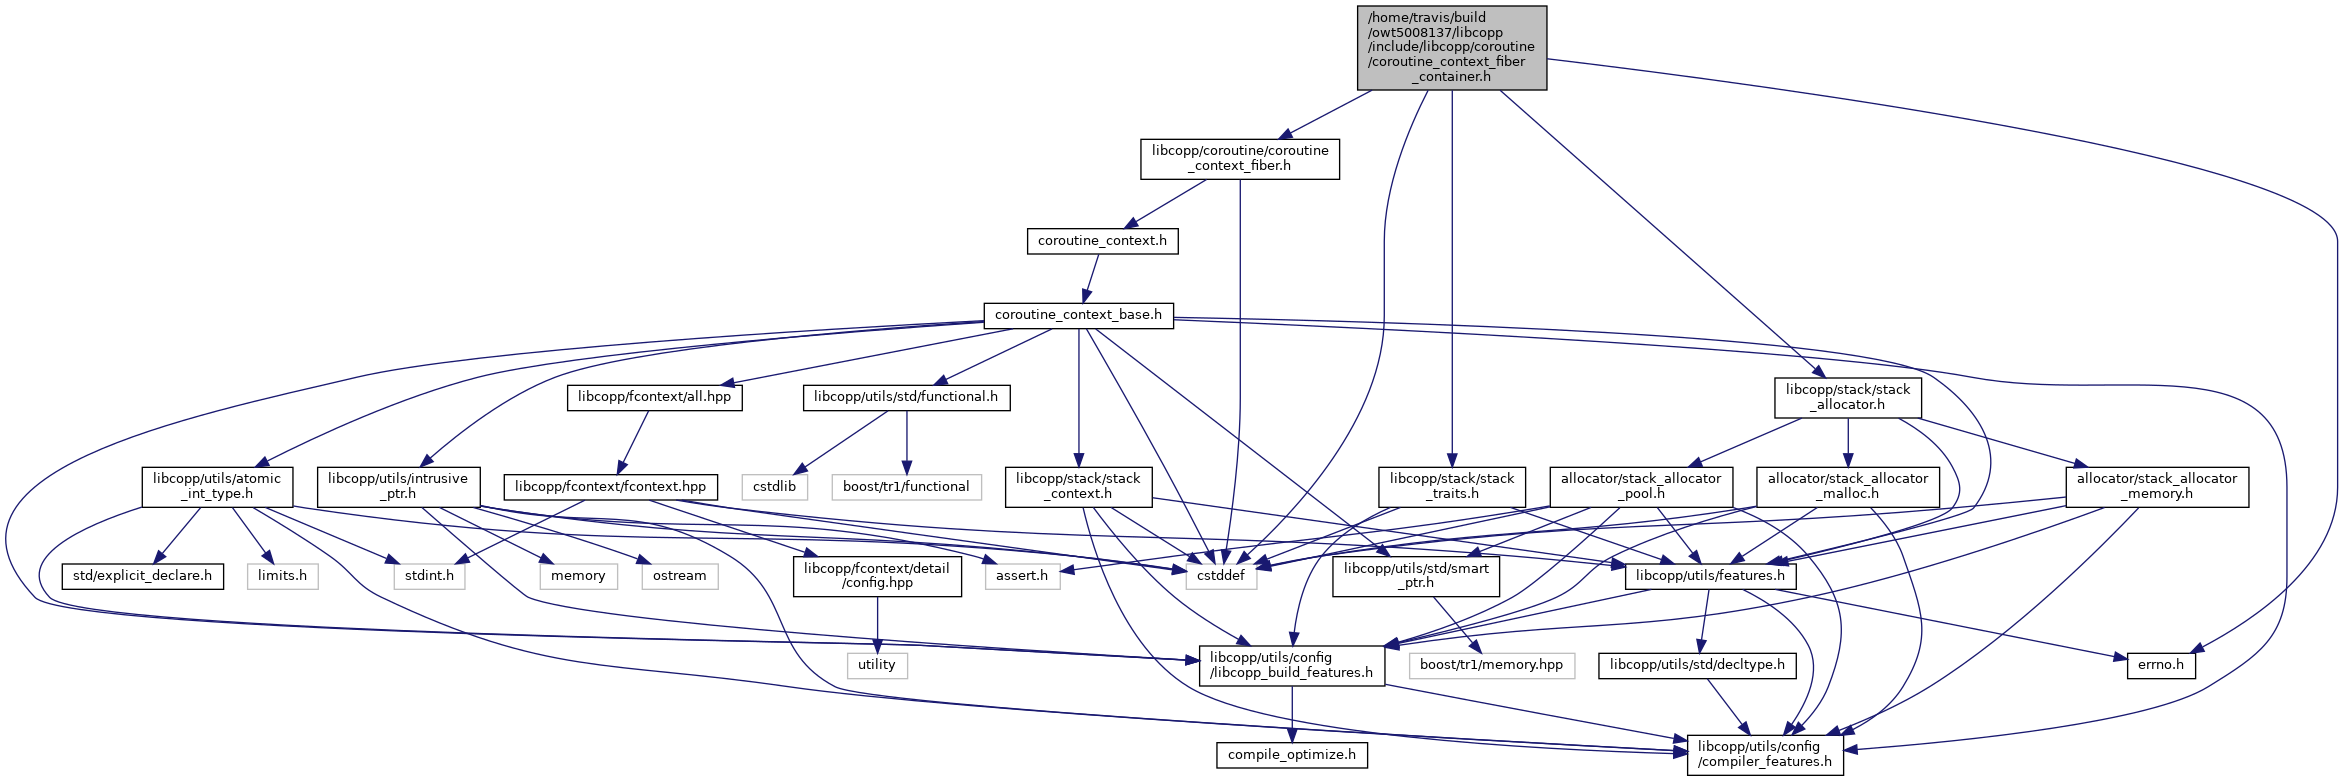 /home/travis/build
/owt5008137/libcopp
/include/libcopp/coroutine
/coroutine_context_fiber
_container.h
libcopp/coroutine/coroutine
_context_fiber.h
coroutine_context.h
coroutine_context_base.h
libcopp/fcontext/all.hpp
libcopp/utils/std/functional.h
libcopp/stack/stack
_allocator.h
libcopp/utils/atomic
_int_type.h
libcopp/utils/intrusive
_ptr.h
libcopp/fcontext/fcontext.hpp
cstdlib
boost/tr1/functional
libcopp/stack/stack
_context.h
libcopp/stack/stack
_traits.h
allocator/stack_allocator
_pool.h
allocator/stack_allocator
_malloc.h
allocator/stack_allocator
_memory.h
std/explicit_declare.h
limits.h
stdint.h
memory
ostream
libcopp/fcontext/detail
/config.hpp
assert.h
cstddef
libcopp/utils/std/smart
_ptr.h
libcopp/utils/features.h
utility
libcopp/utils/config
/libcopp_build_features.h
boost/tr1/memory.hpp
libcopp/utils/std/decltype.h
errno.h
compile_optimize.h
libcopp/utils/config
/compiler_features.h